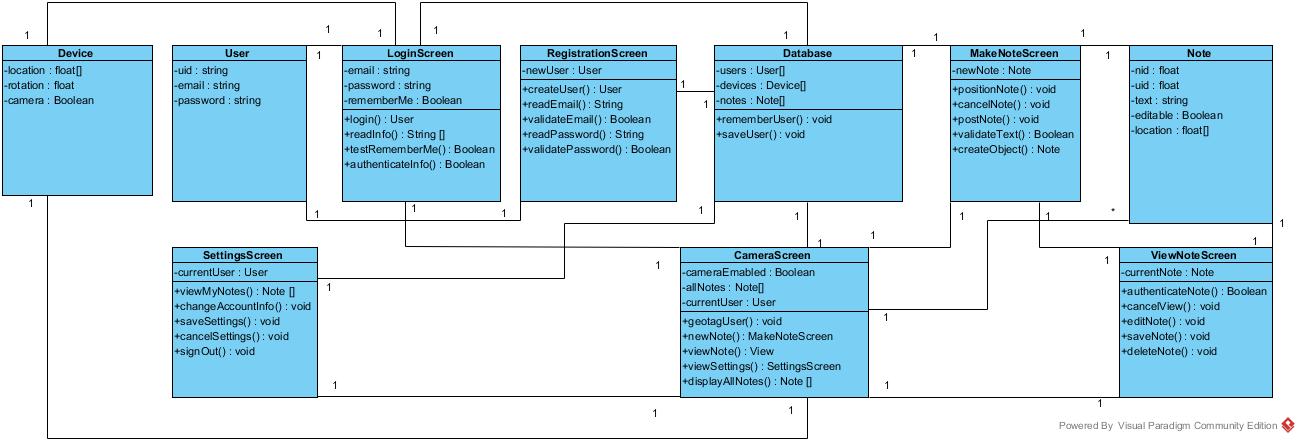 1
1
1
1
1
1
1
1
1
Device
-location : float[]
-rotation : float
-camera : Boolean
User
-uid : string
-email : string
-password : string
LoginScreen
-email : string
-password : string
-rememberMe : Boolean
+login() : User
+readInfo() : String []
+testRememberMe() : Boolean
+authenticateInfo() : Boolean
RegistrationScreen
-newUser : User
+createUser() : User
+readEmail() : String
+validateEmail() : Boolean
+readPassword() : String
+validatePassword() : Boolean
1
1
Database
-users : User[]
-devices : Device[]
-notes : Note[]
+rememberUser() : void
+saveUser() : void
1
MakeNoteScreen
-newNote : Note
+positionNote() : void
+cancelNote() : void
+postNote() : void
+validateText() : Boolean
+createObject() : Note
1
Note
-nid : float
-uid : float
-text : string
-editable : Boolean
-location : float[]
1
1
1
1
1
1
1
1
*
1
1
1
1
1
1
SettingsScreen
-currentUser : User
+viewMyNotes() : Note []
+changeAccountInfo() : void
+saveSettings() : void
+cancelSettings() : void
+signOut() : void
1
CameraScreen
-cameraEmabled : Boolean
-allNotes : Note[]
-currentUser : User
+geotagUser() : void
+newNote() : MakeNoteScreen
+viewNote() : View
+viewSettings() : SettingsScreen
+displayAllNotes() : Note []
1
ViewNoteScreen
-currentNote : Note
+authenticateNote() : Boolean
+cancelView() : void
+editNote() : void
+saveNote() : void
+deleteNote() : void
1
1
1
1
1
Powered By Visual Paradigm Community Edition